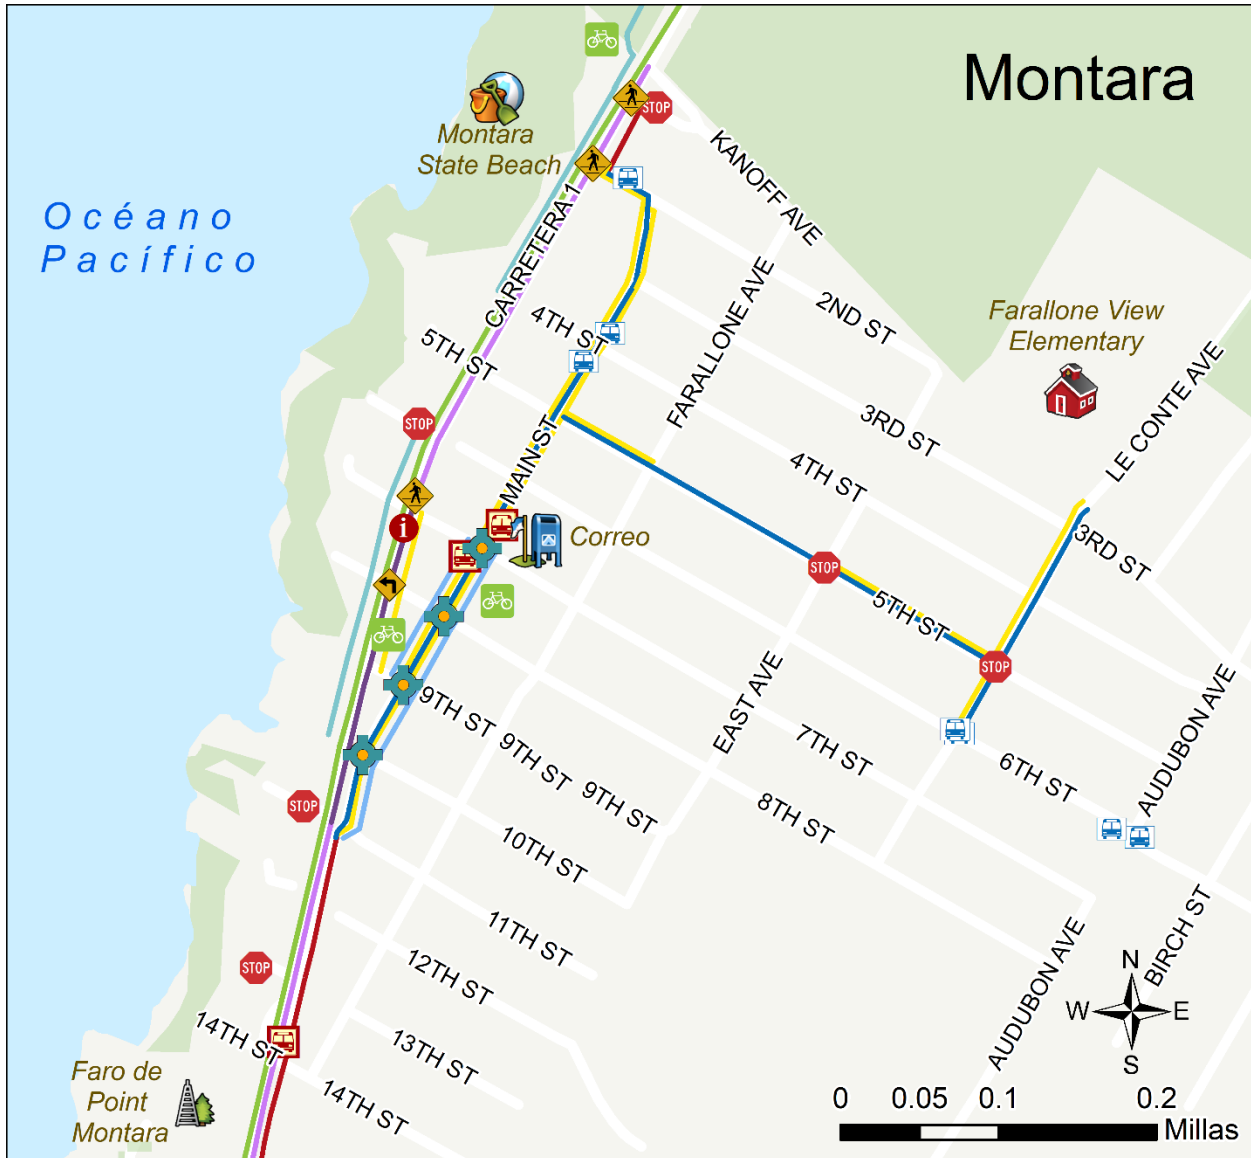 Montara
STOP
Montara
State Beach
KANOFF AVE
Océano
Pacífico
CARRETERA 1
2ND ST
4TH ST
FARALLONE AVE
Farallone View
Elementary
5TH ST
LE CONTE AVE
3RD ST
STOP
4TH ST
MAIN ST
i
Correo
3RD ST
STOP
5TH ST
STOP
9TH ST
9TH ST
EAST AVE
7TH ST
6TH ST
AUDUBON AVE
9TH ST
8TH ST
STOP
10TH ST
11TH ST
BIRCH ST
STOP
12TH ST
N
W
E
S
14TH ST
13TH ST
AUDUBON AVE
Faro de
Point
Montara
14TH ST
0 0.05 0.1 0.2
Millas